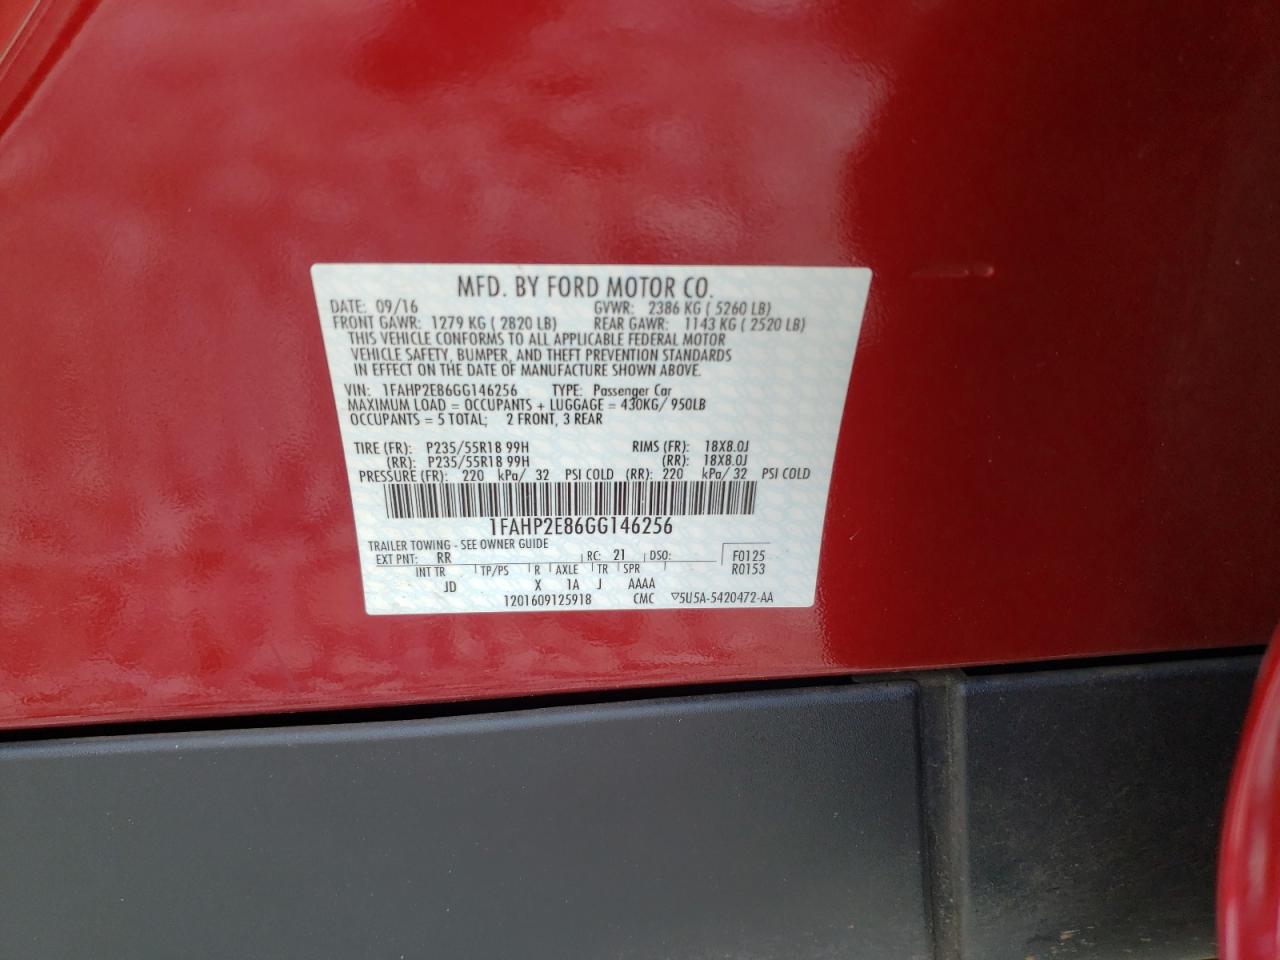 MFD. BY FORD MOTOR CO.
DATE: 09/16 GVWR: 2386 KG ( 5260 LB)
FRONT GAWR: 1279 KG ( 2820 LB) REAR GAWR: 1143 KG ( 2520 LB)
THIS VEHICLE CONFORMS TO ALL APPLICABLE FEDERAL MOTOR
VEHICLE SAFETY, BUMPER, AND THEFT PREVENTION STANDARDS
IN EFFECT ON THE DATE OF MANUFACTURE SHOWN ABOVE.
VIN: 1FAHP2E86GG146256 TYPE: Passenger Car
MAXIMUM LOAD = OCCUPANTS + LUGGAGE = 430KG/ 950LB
OCCUPANTS = 5 TOTAL; 2 FRONT, 3 REAR
TIRE (FR): P235/55R18 99H RIMS (FR): 18X8.0J
(RR): P235/55R18 99H (RR): 18X8.0J
PRESSURE (FR): 220 kPa/ 32 PSI COLD (RR): 220 kPa/ 32 PSI COLD
1FAHP2E86GG146256
TRAILER TOWING - SEE OWNER GUIDE
EXT PNT: RR RC: 21 DSO: F0125
INT TR TP/PS R AXLE TR SPR R0153
JD X 1A J AAAA
1201609125918 CMC ▽5U5A-5420472-AA